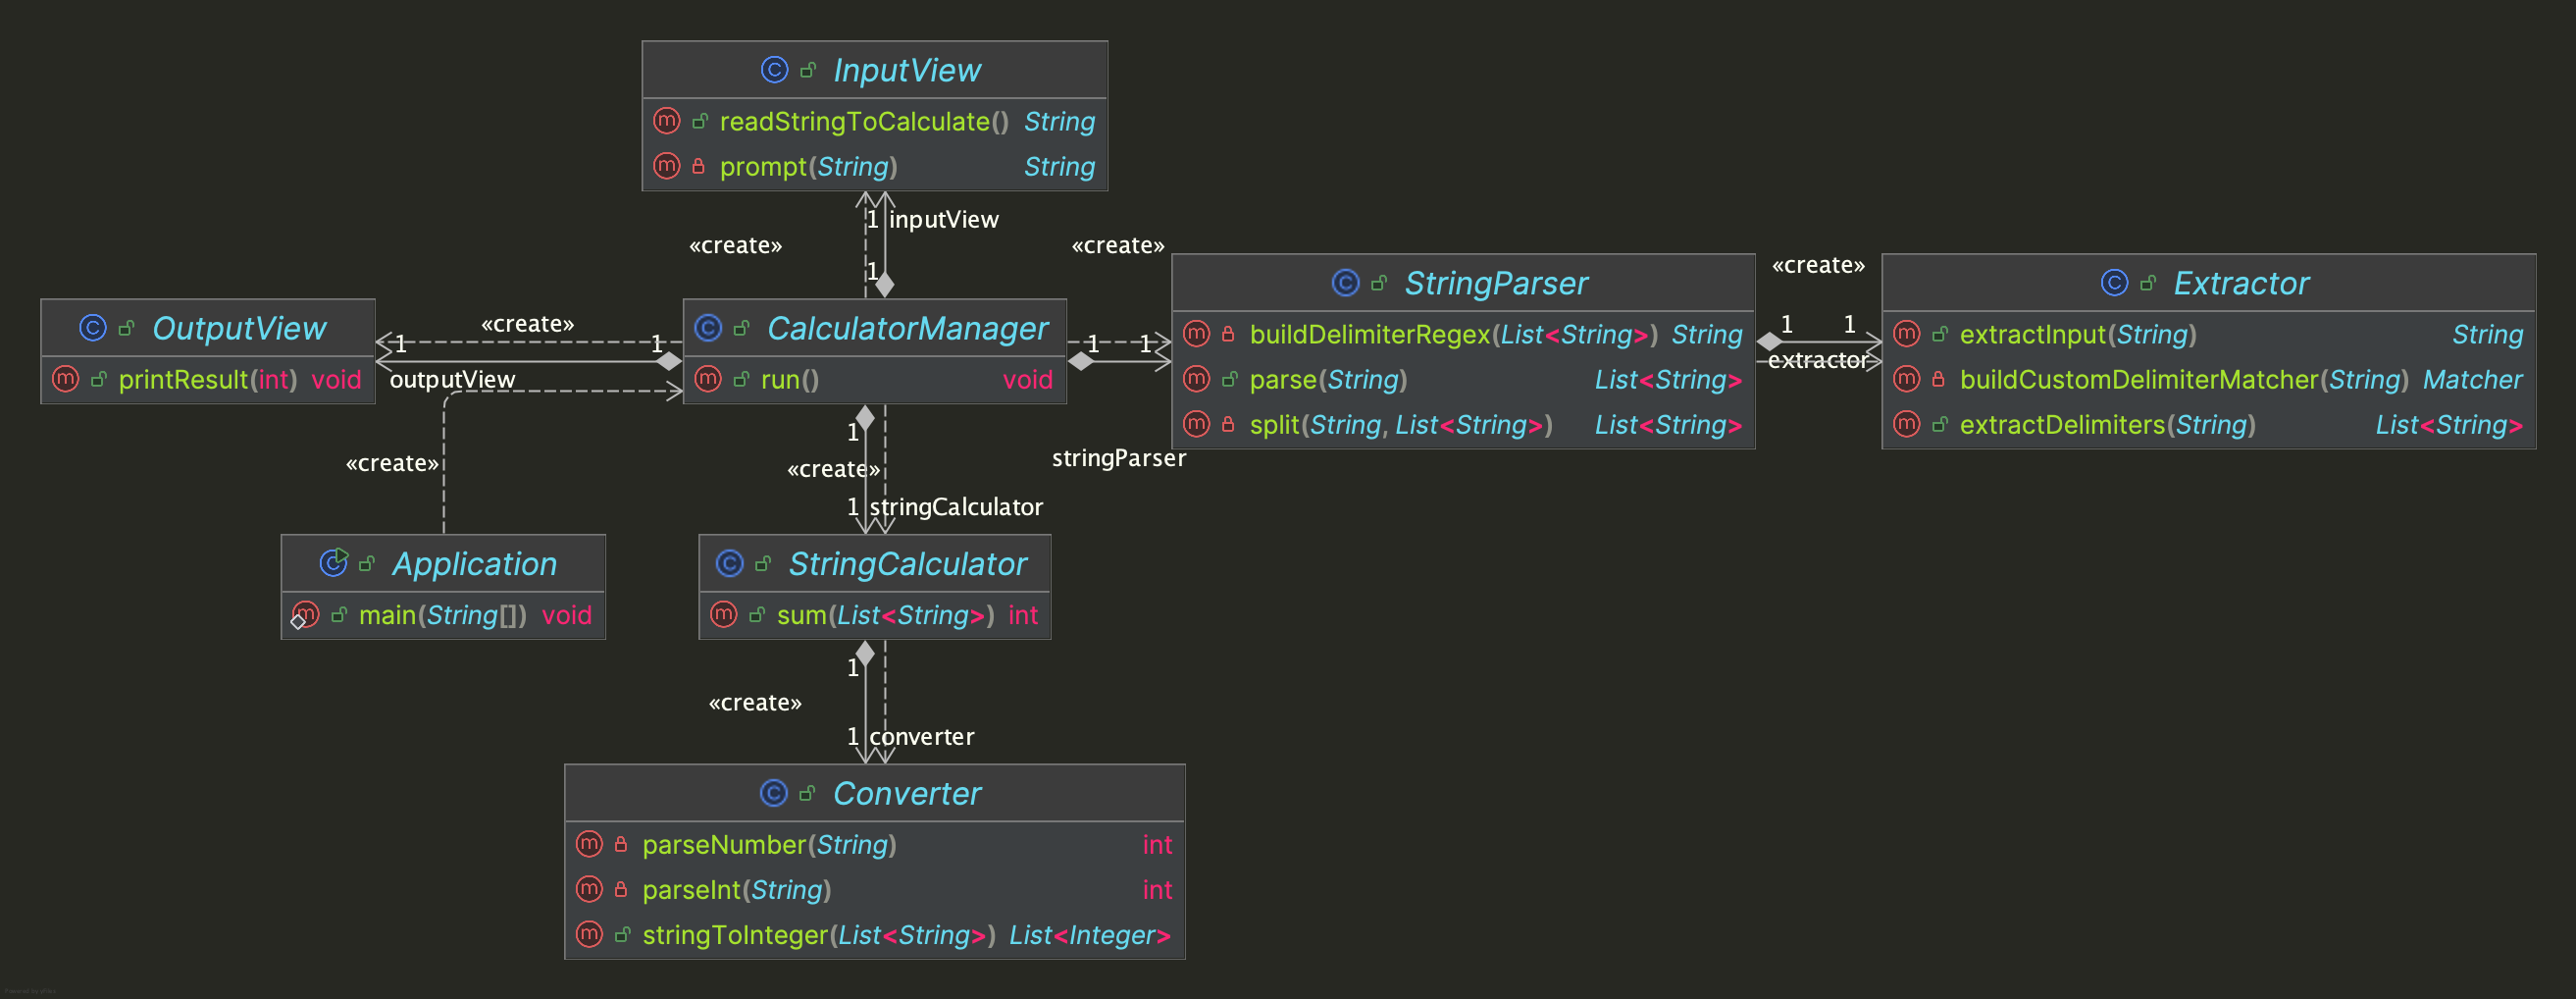 InputView
readStringToCalculate() String
prompt(String) String
1 inputView
«create»
1
«create»
StringParser
buildDelimiterRegex(List<String>) String
parse(String) List<String>
split(String, List<String>) List<String>
«create»
1 1
extractor
Extractor
extractInput(String) String
buildCustomDelimiterMatcher(String) Matcher
extractDelimiters(String) List<String>
OutputView
printResult(int) void
«create»
1 1
outputView
CalculatorManager
run() void
1 1
stringParser
«create»
1
«create»
1 stringCalculator
Application
main(String[]) void
StringCalculator
sum(List<String>) int
1
«create»
1 converter
Converter
parseNumber(String) int
parseInt(String) int
stringToInteger(List<String>) List<Integer>